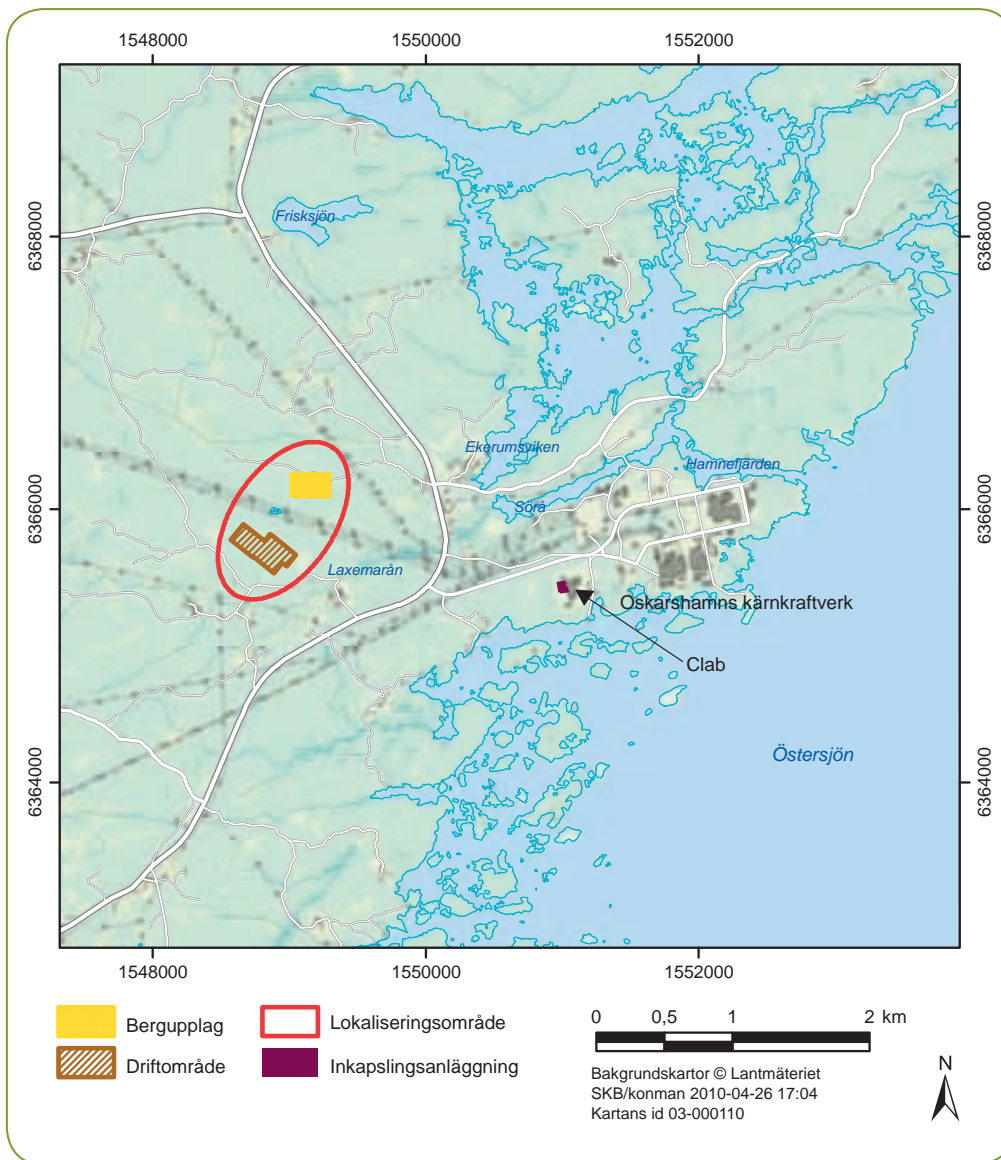 1548000
1550000
1552000
Frisksjön
6368000
6368000
Ekerumsviken
Hamnefjärden
Sörå
6366000
6366000
Laxemarån
Oskarshamns kärnkraftverk
Clab
Östersjön
6364000
6364000
1548000
1550000
1552000
Bergupplag
Lokaliseringsområde
Driftområde
Inkapslingsanläggning
0 0,5 1 2 km
Bakgrundskartor © Lantmäteriet
SKB/konman 2010-04-26 17:04
Kartans id 03-000110
N